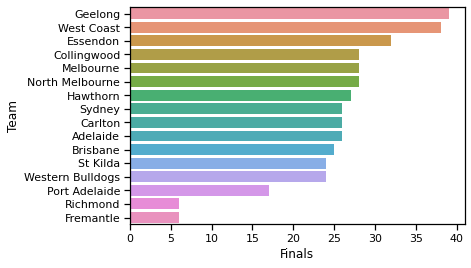 Geelong
West Coast
Essendon
Collingwood
Melbourne
North Melbourne
Hawthorn
Sydney
Carlton
Adelaide
Brisbane
St Kilda
Western Bulldogs
Port Adelaide
Richmond
Fremantle
Team
0 5 10 15 20 25 30 35 40
Finals